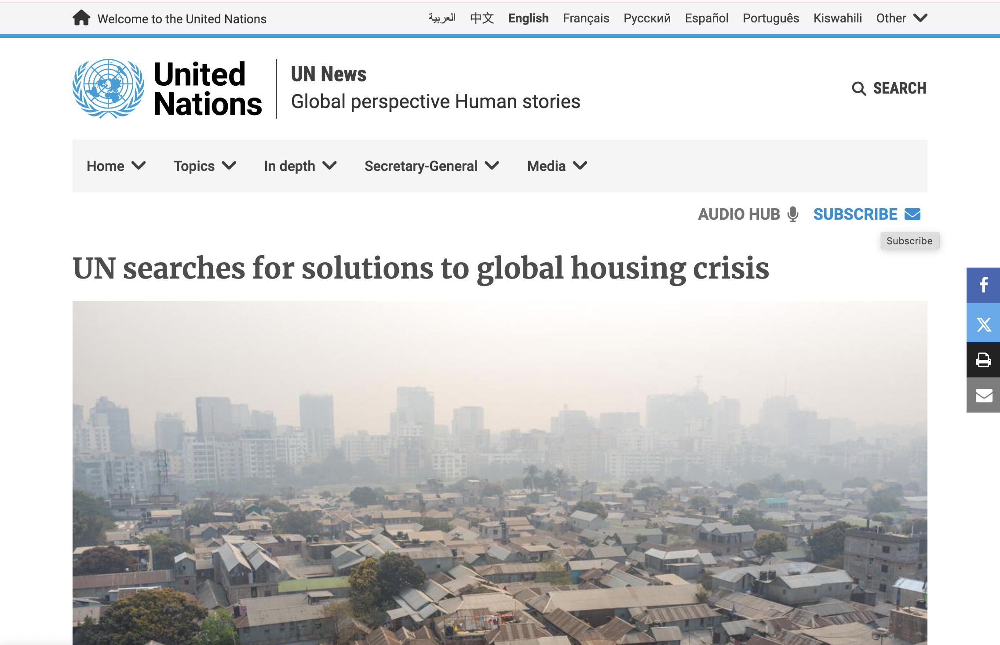 Welcome to the United Nations
العربية 中文 English Français Русский Español Português Kiswahili Other
United
Nations
UN News
Global perspective Human stories
SEARCH
Home Topics In depth Secretary-General Media
AUDIO HUB SUBSCRIBE
Subscribe
UN searches for solutions to global housing crisis